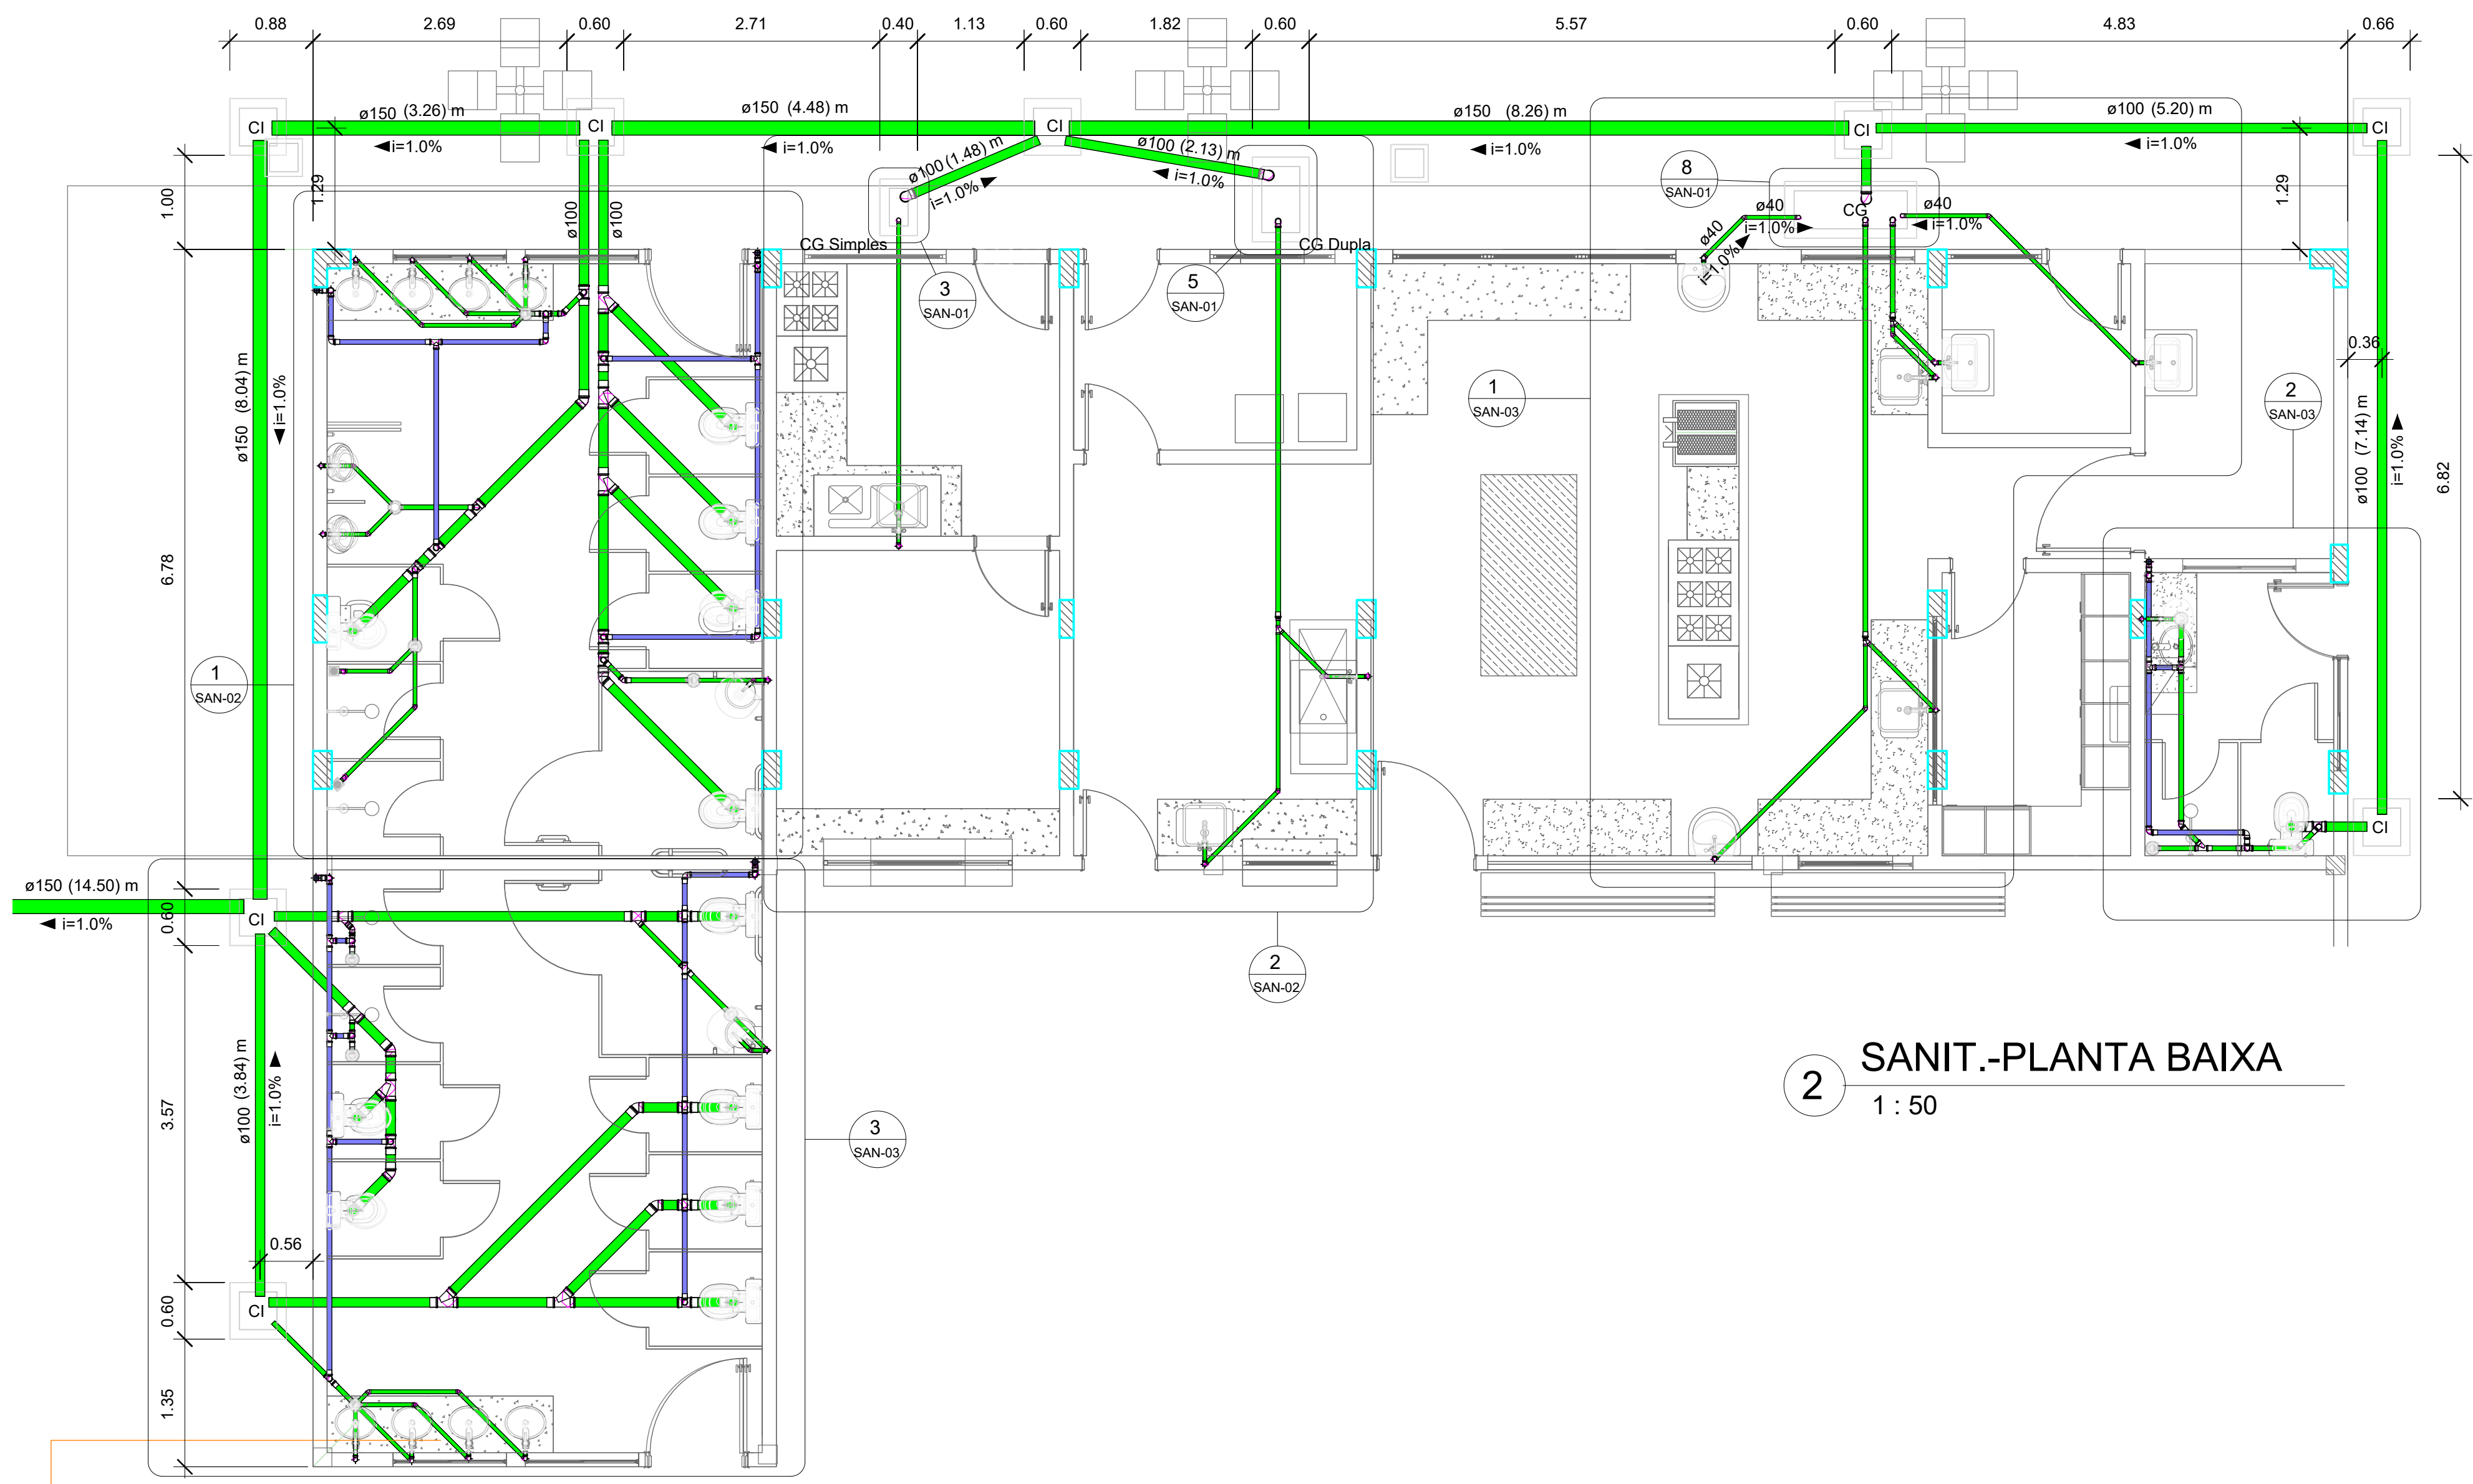 0.88 2.69 0.60 2.71 0.40 1.13 0.60 1.82 0.60 5.57 0.60 4.83 0.66
ø150 (3.26) m
ø150 (4.48) m
ø150 (8.26) m
ø100 (5.20) m
CI
CI
CI
CI
CI
i=1.0%
i=1.0%
i=1.0%
i=1.0%
ø100 (1.48) m
i=1.0%
ø100 (2.13) m
i=1.0%
1.00
1.29
ø100
ø100
8
SAN-01
CG
ø40
i=1.0%
ø40
i=1.0%
ø40
i=1.0%
1.29
CG Simples
CG Dupla
3
SAN-01
5
SAN-01
0.36
ø150 (8.04) m
i=1.0%
1
SAN-03
2
SAN-03
ø100 (7.14) m
i=1.0%
6.82
6.78
1
SAN-02
CI
ø150 (14.50) m
i=1.0%
0.60
CI
2
SAN-02
ø100 (3.84) m
i=1.0%
3.57
3
SAN-03
2
SANIT.-PLANTA BAIXA
1 : 50
0.56
0.60
CI
1.35